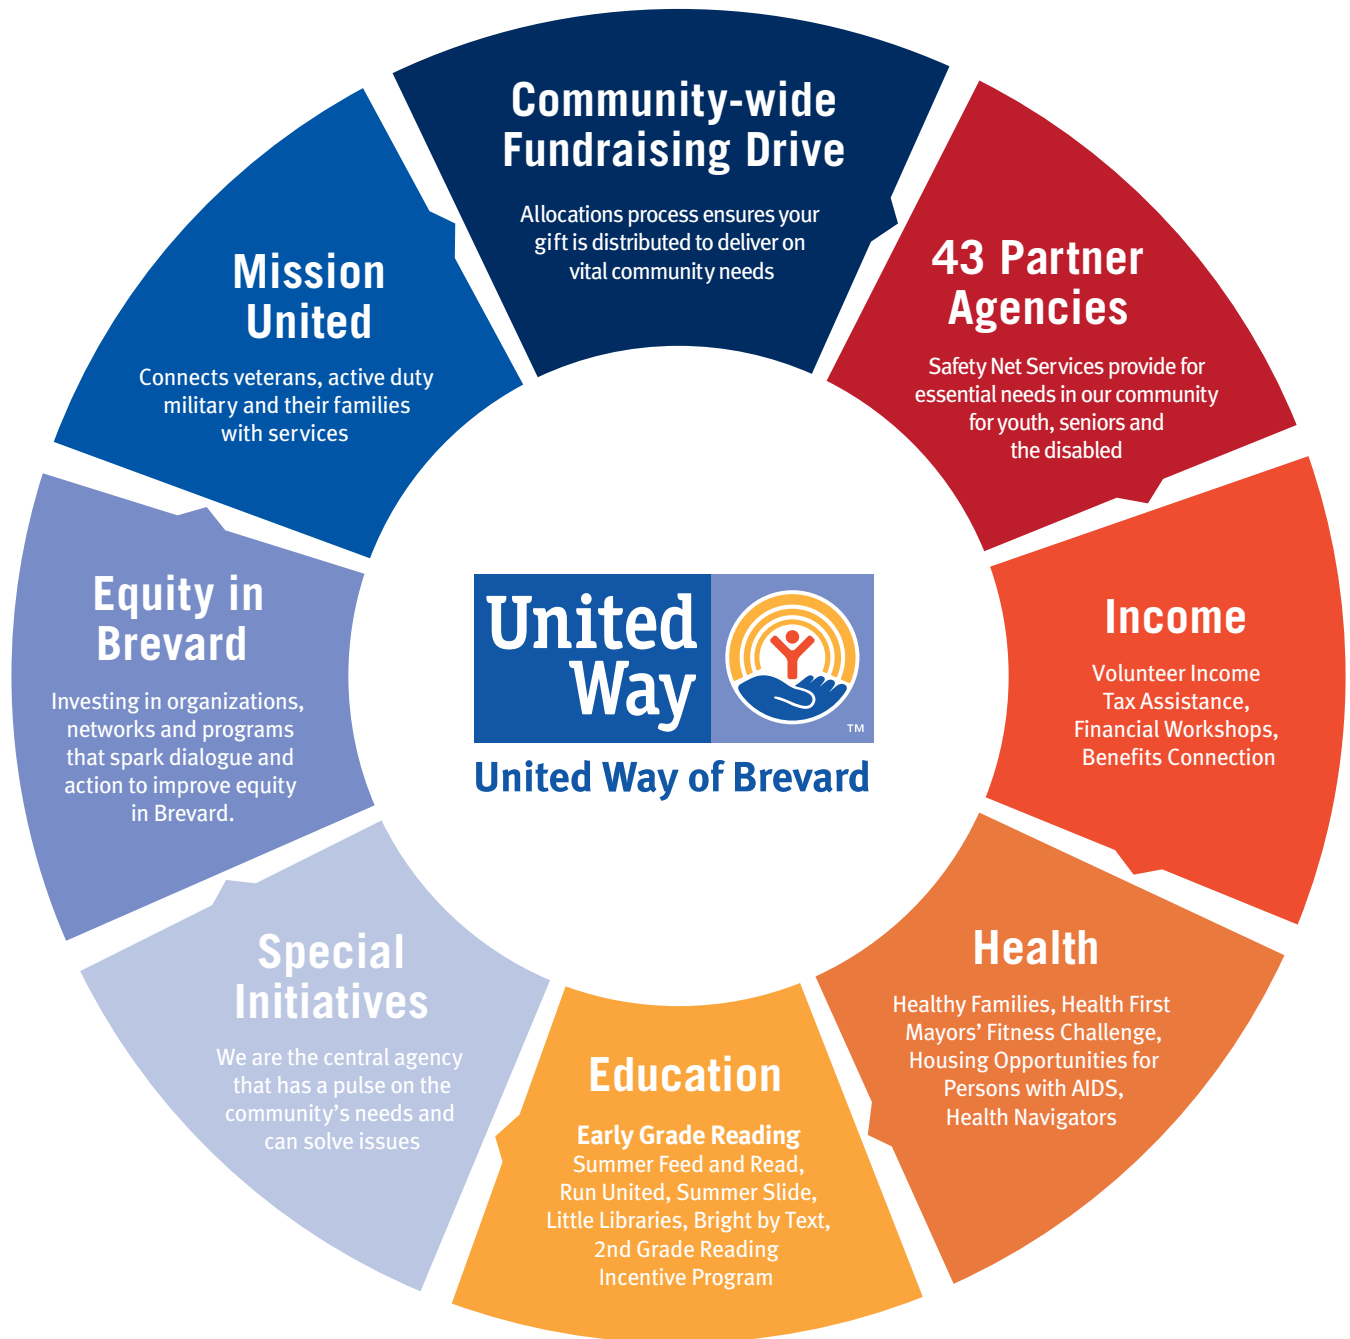 Community-wide
Fundraising Drive
Allocations process ensures your
gift is distributed to deliver on
vital community needs
43 Partner
Agencies
Safety Net Services provide for
essential needs in our community
for youth, seniors and
the disabled
Income
Volunteer Income
Tax Assistance,
Financial Workshops,
Benefits Connection
Health
Healthy Families, Health First
Mayors’ Fitness Challenge,
Housing Opportunities for
Persons with AIDS,
Health Navigators
Education
Early Grade Reading
Summer Feed and Read,
Run United, Summer Slide,
Little Libraries, Bright by Text,
2nd Grade Reading
Incentive Program
Special
Initiatives
We are the central agency
that has a pulse on the
community’s needs and
can solve issues
Equity in
Brevard
Investing in organizations,
networks and programs
that spark dialogue and
action to improve equity
in Brevard.
Mission
United
Connects veterans, active duty
military and their families
with services
United
Way
TM
United Way of Brevard